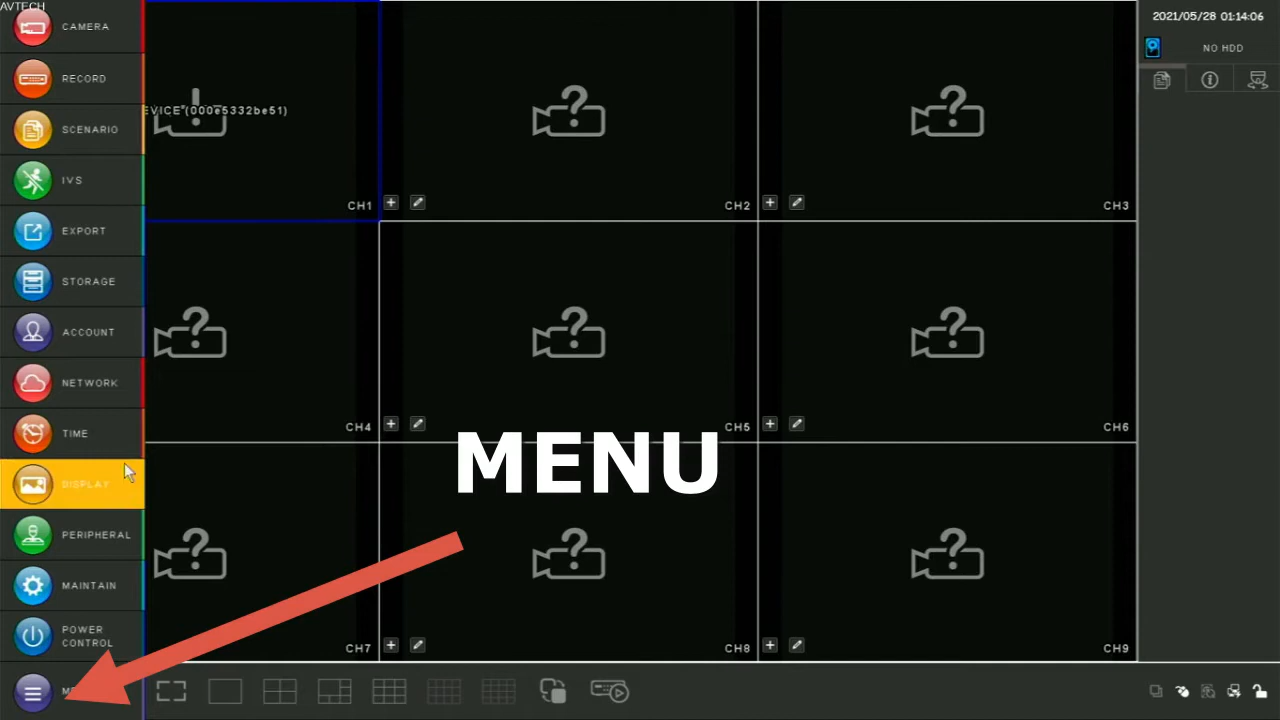 AVTECH
CAMERA
RECORD
SCENARIO
IVS
EXPORT
STORAGE
ACCOUNT
NETWORK
TIME
DISPLAY
PERIPHERAL
MAINTAIN
POWER
CONTROL
EVICE (000e5332be51)
CH1
CH2
CH3
CH4
CH5
CH6
MENU
CH7
CH8
CH9
2021/05/28 01:14:06
NO HDD